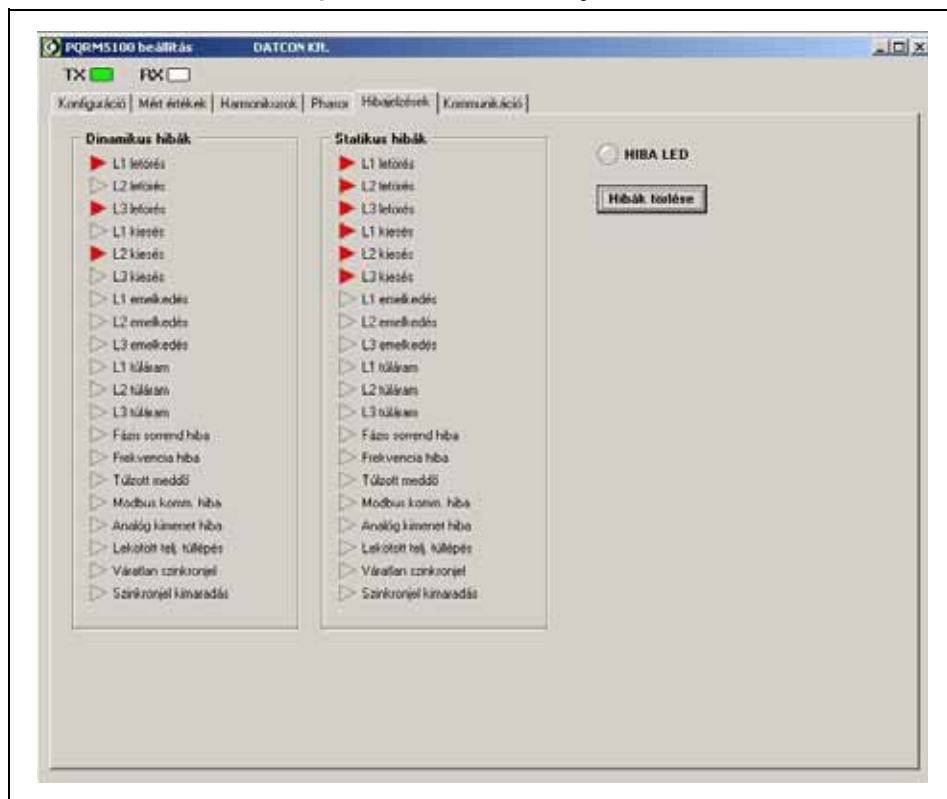 PQRM5100 beállítás DATCON Kft.
TX RX
Konfiguráció Mért értékek Harmonikusok Phasor Hibajelzések Kommunikáció
Dinamikus hibák
L1 letörés
L2 letörés
L3 letörés
L1 kiesés
L2 kiesés
L3 kiesés
L1 emelkedés
L2 emelkedés
L3 emelkedés
L1 túláram
L2 túláram
L3 túláram
Fázis sorrend hiba
Frekvencia hiba
Túlzott meddő
Modbus komm. hiba
Analóg kimenet hiba
Lekötött telj. túllépés
Váratlan szinkronjel
Szinkronjel kimaradás
Statikus hibák
L1 letörés
L2 letörés
L3 letörés
L1 kiesés
L2 kiesés
L3 kiesés
L1 emelkedés
L2 emelkedés
L3 emelkedés
L1 túláram
L2 túláram
L3 túláram
Fázis sorrend hiba
Frekvencia hiba
Túlzott meddő
Modbus komm. hiba
Analóg kimenet hiba
Lekötött telj. túllépés
Váratlan szinkronjel
Szinkronjel kimaradás
HIBA LED
Hibák törlése